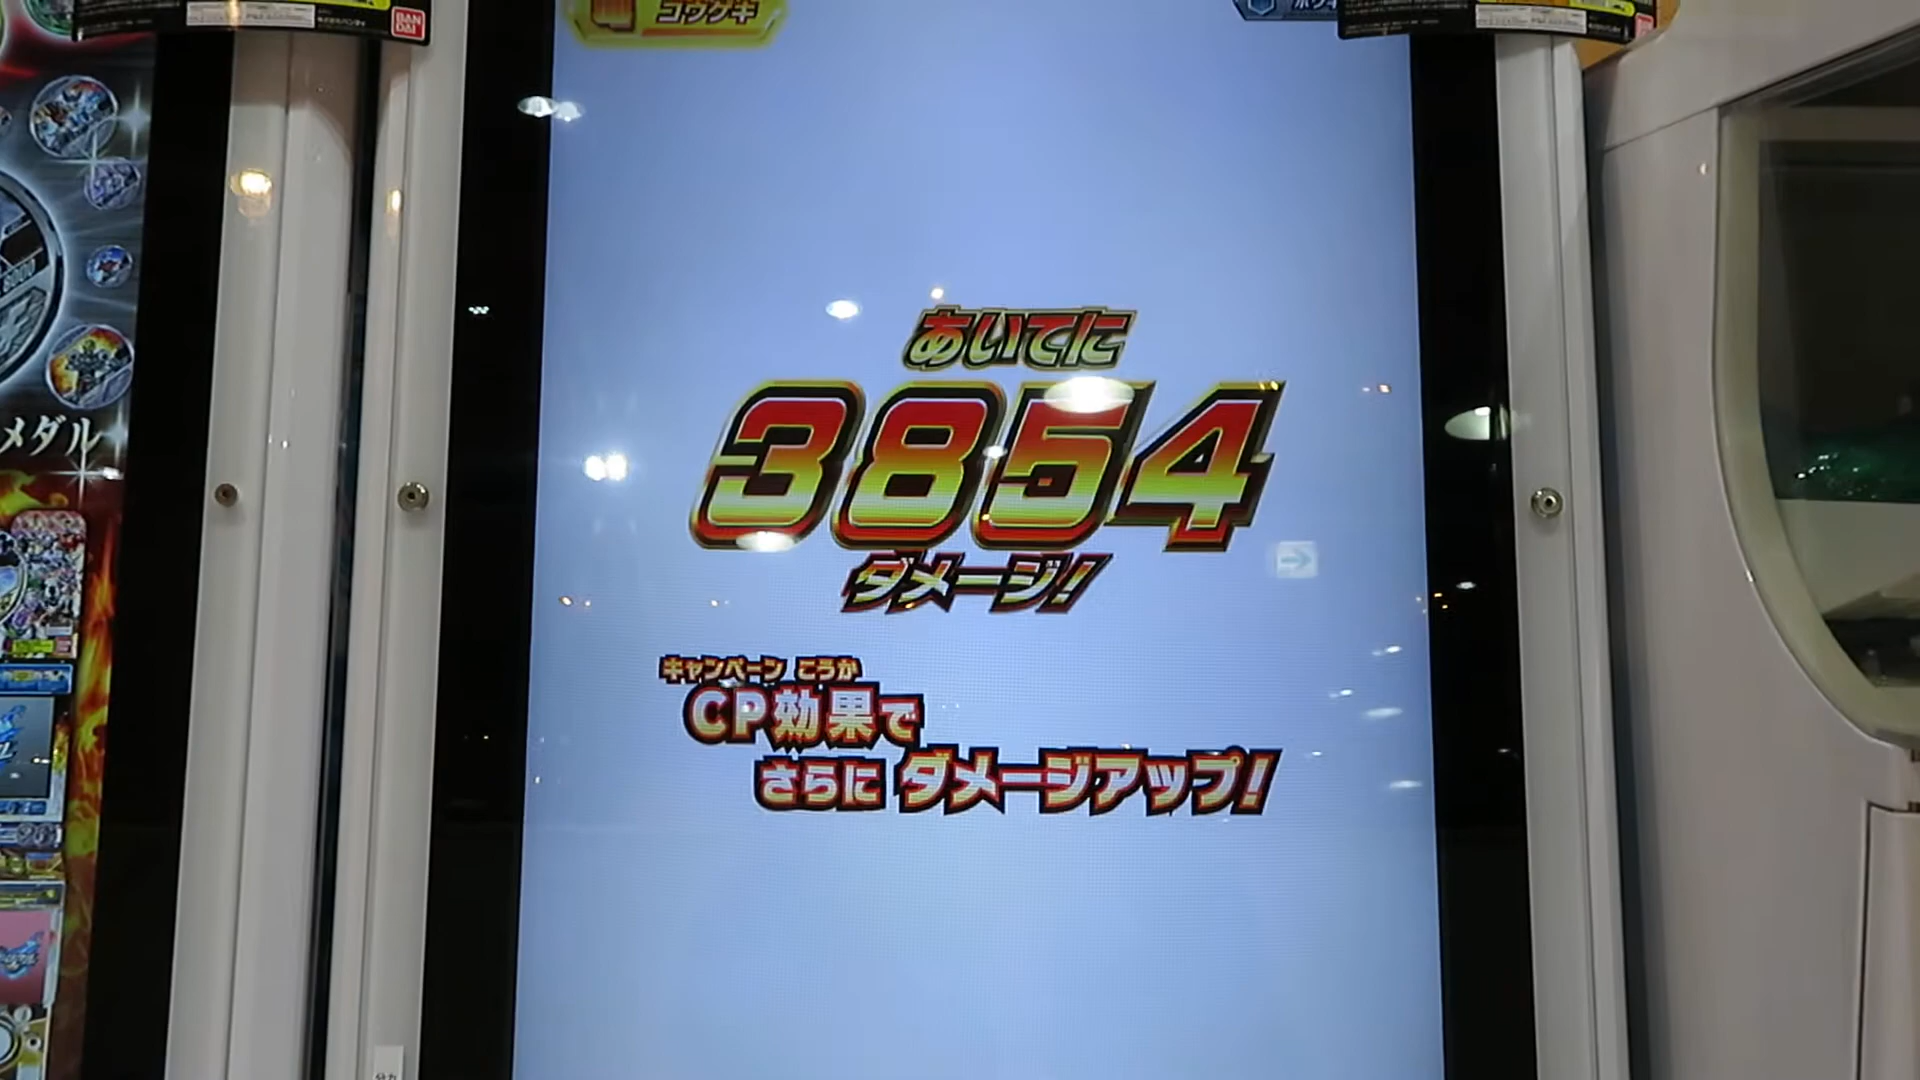 BAN
DAI
コウゲキ
あいてに
3854
ダメージ!
キャンペーン こうか
CP効果で
さらに ダメージアップ!
メダル